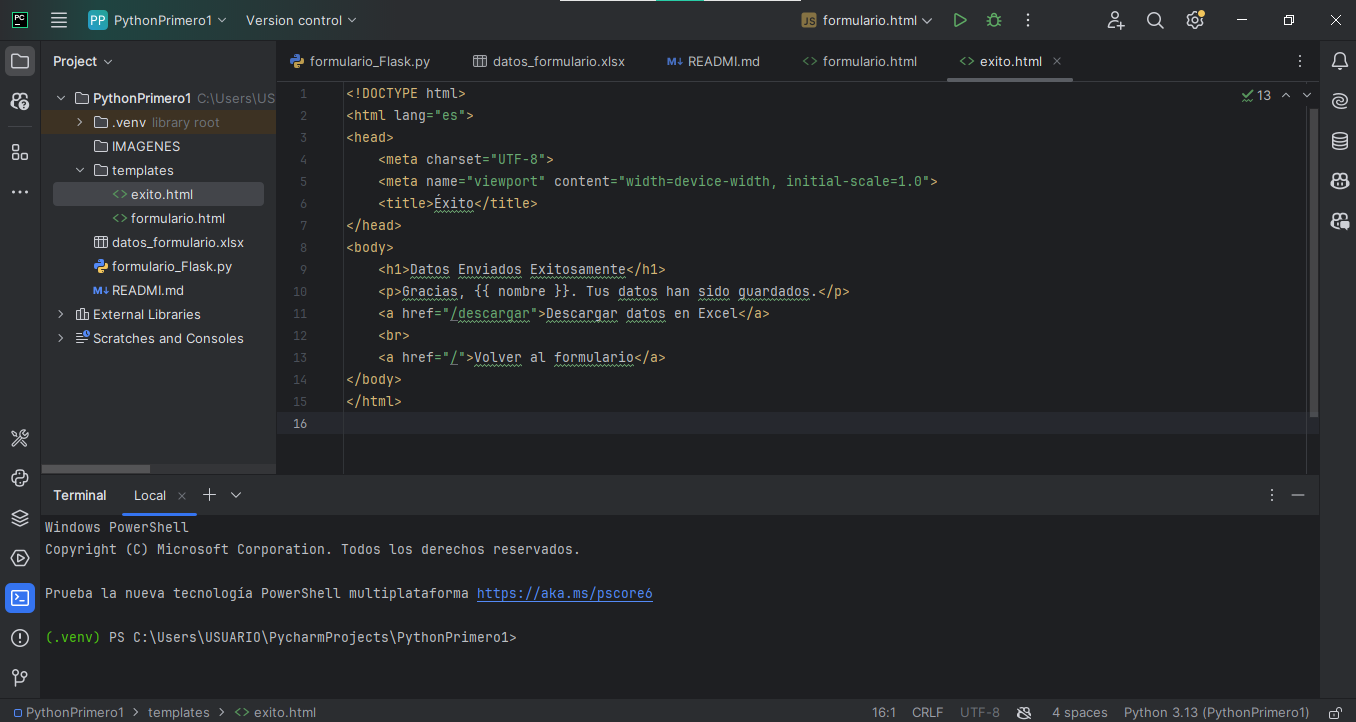 PC
PP PythonPrimero1 Version control JS formulario.html
Project
formulario_Flask.py datos_formulario.xlsx M↓ READMI.md <> formulario.html <> exito.html
PythonPrimero1 C:\Users\US
.venv library root
IMAGENES
templates
<> exito.html
<> formulario.html
datos_formulario.xlsx
formulario_Flask.py
M↓ READMI.md
External Libraries
Scratches and Consoles
13
1 <!DOCTYPE html>
2 <html lang="es">
3 <head>
4     <meta charset="UTF-8">
5     <meta name="viewport" content="width=device-width, initial-scale=1.0">
6     <title>Éxito</title>
7 </head>
8 <body>
9     <h1>Datos Enviados Exitosamente</h1>
10     <p>Gracias, {{ nombre }}. Tus datos han sido guardados.</p>
11     <a href="/descargar">Descargar datos en Excel</a>
12     <br>
13     <a href="/">Volver al formulario</a>
14 </body>
15 </html>
16
Terminal Local
Windows PowerShell
Copyright (C) Microsoft Corporation. Todos los derechos reservados.
Prueba la nueva tecnología PowerShell multiplataforma https://aka.ms/pscore6
(.venv) PS C:\Users\USUARIO\PycharmProjects\PythonPrimero1>
PythonPrimero1 > templates > <> exito.html 16:1 CRLF UTF-8 4 spaces Python 3.13 (PythonPrimero1)